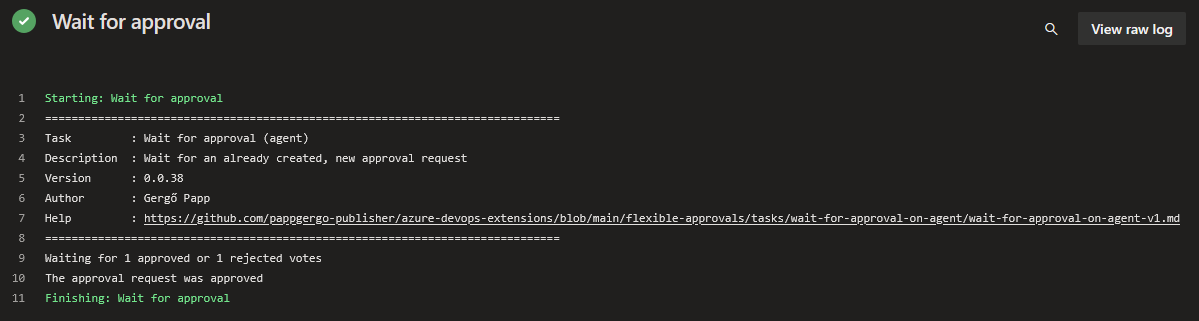 Wait for approval
View raw log
1 Starting: Wait for approval
2 ==============================================================================
3 Task : Wait for approval (agent)
4 Description : Wait for an already created, new approval request
5 Version : 0.0.38
6 Author : Gergő Papp
7 Help : https://github.com/pappgergo-publisher/azure-devops-extensions/blob/main/flexible-approvals/tasks/wait-for-approval-on-agent/wait-for-approval-on-agent-v1.md
8 ==============================================================================
9 Waiting for 1 approved or 1 rejected votes
10 The approval request was approved
11 Finishing: Wait for approval